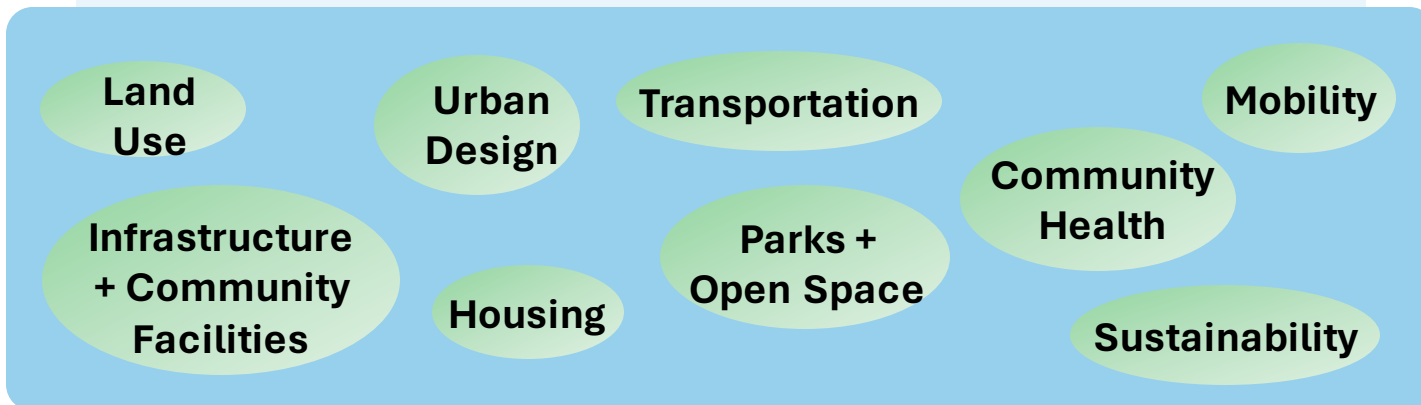 Land
Use
Urban
Design
Transportation
Mobility
Community
Health
Infrastructure
+ Community
Facilities
Parks +
Open Space
Housing
Sustainability